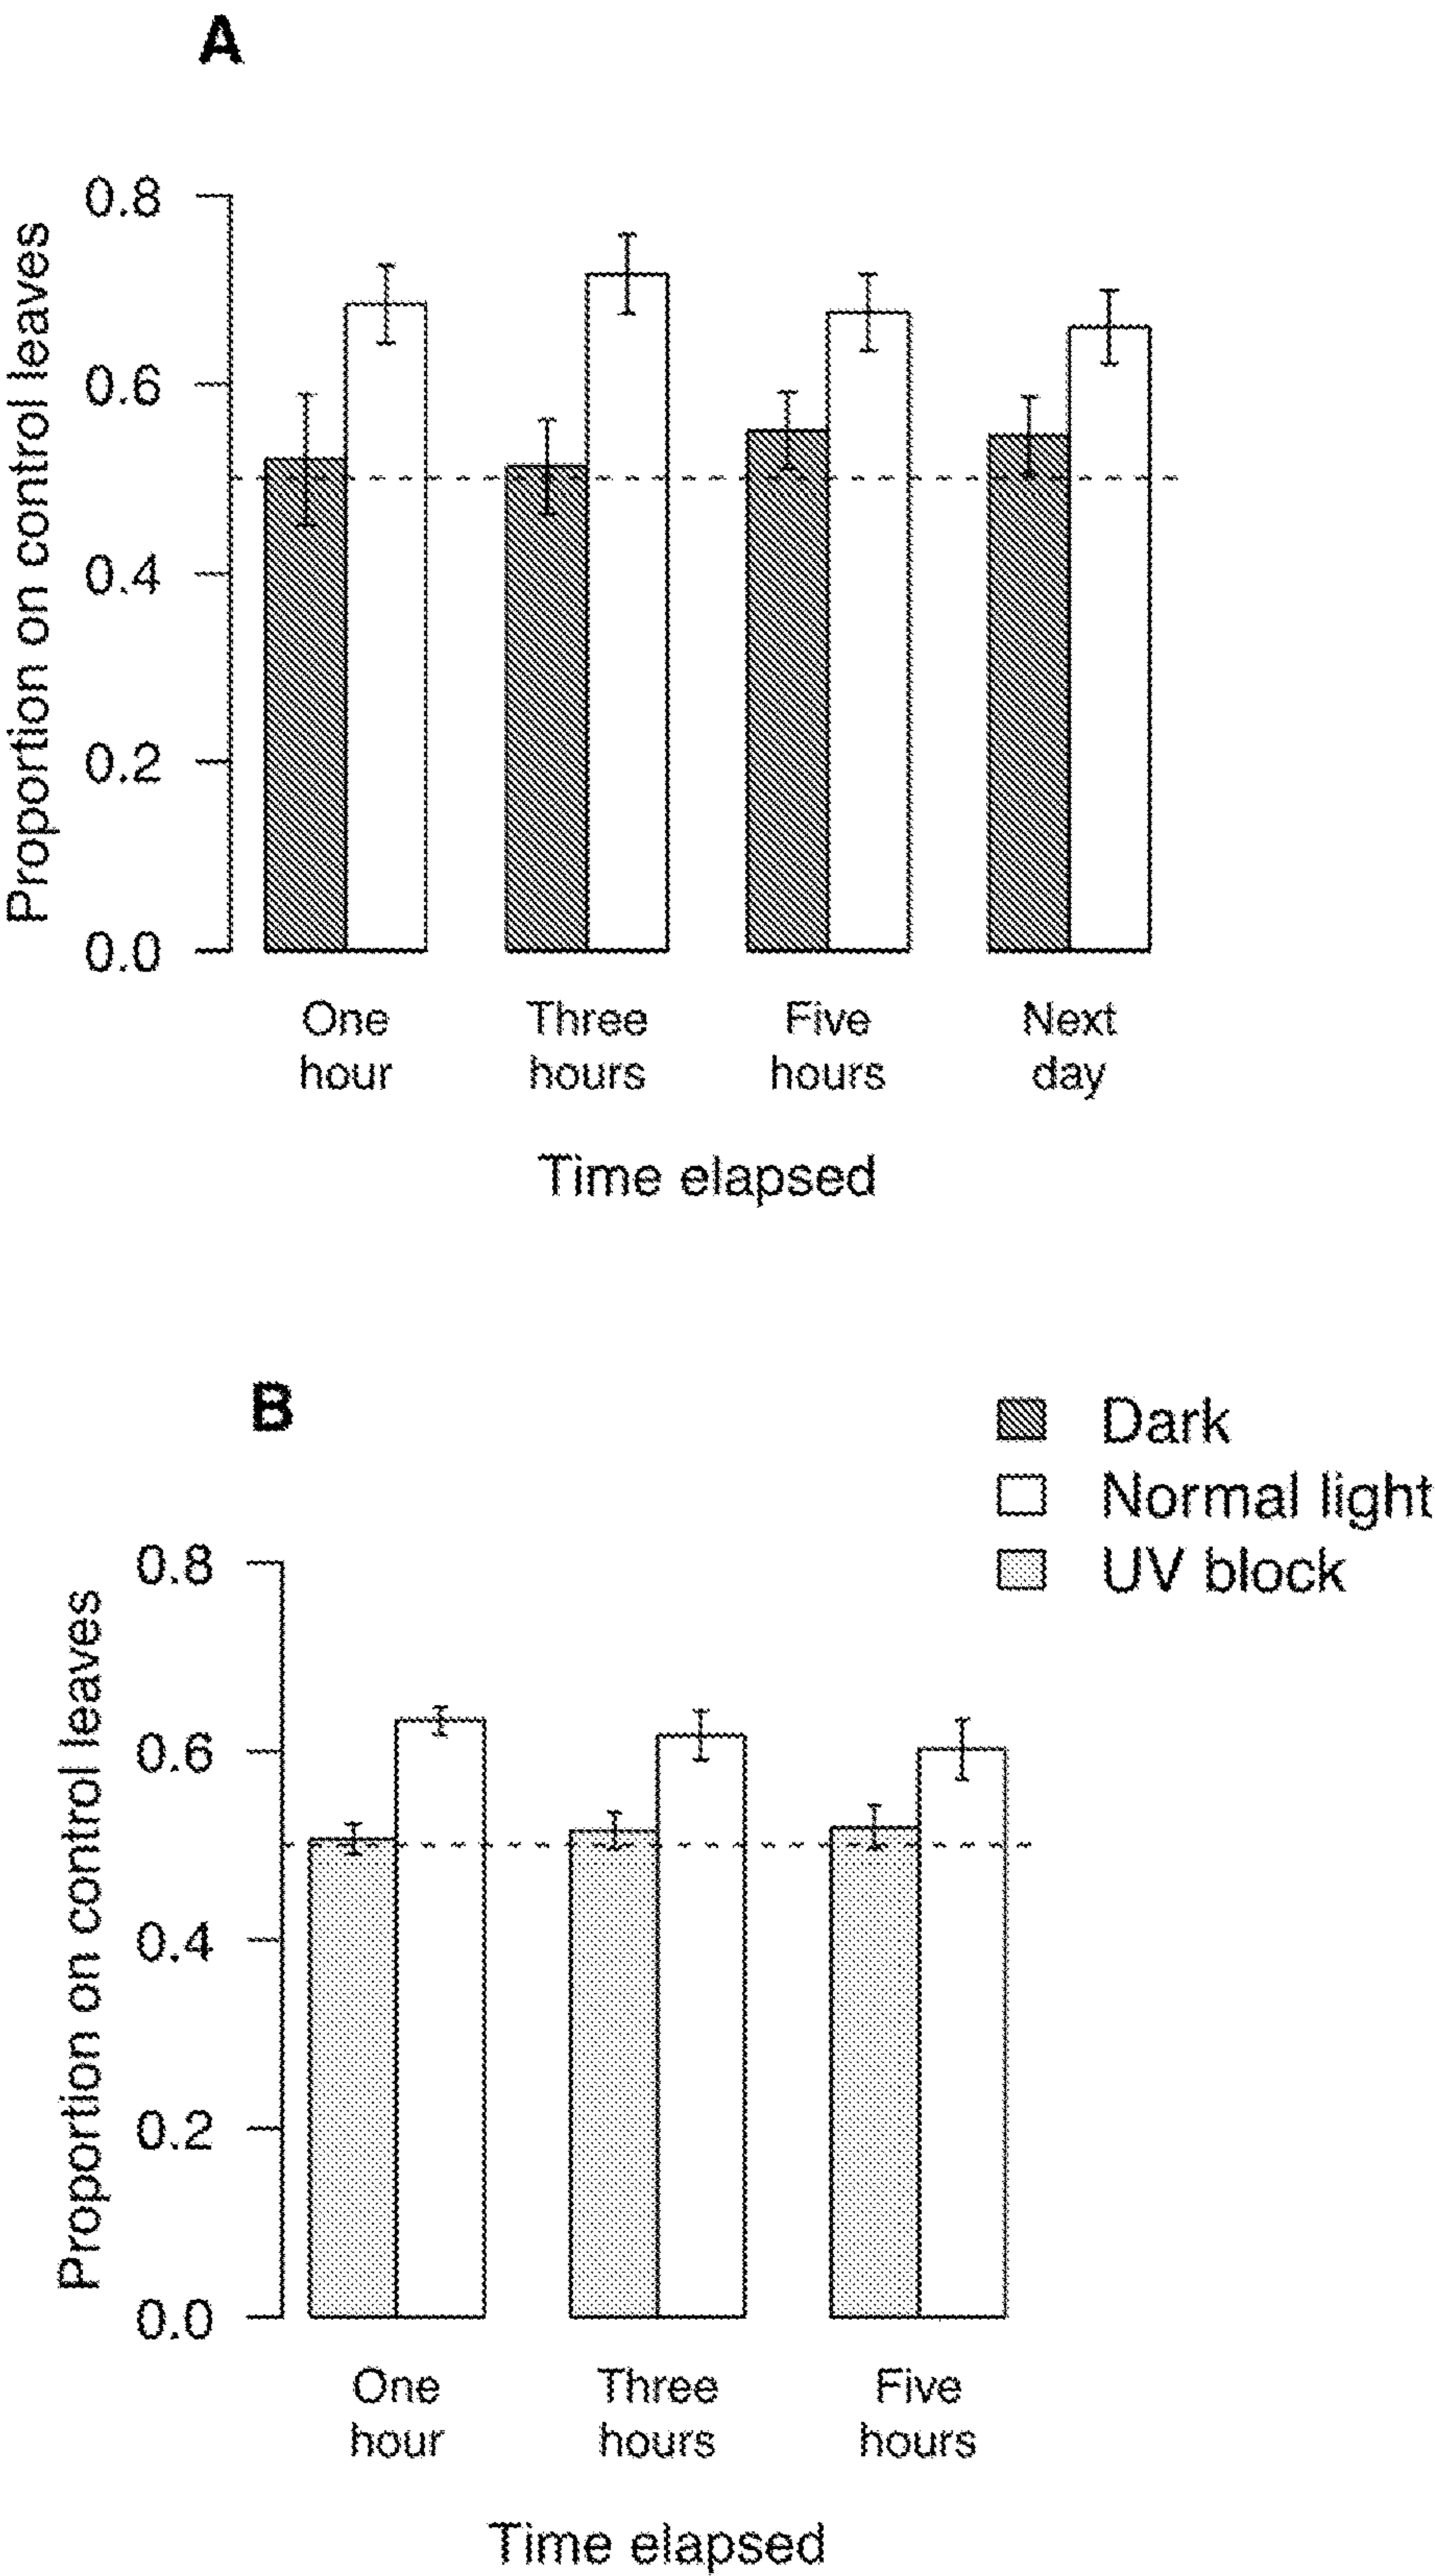 A
Proportion on control leaves
0.8
0.6
0.4
0.2
0.0
One
hour
Three
hours
Five
hours
Next
day
Time elapsed
B
Dark
Normal light
UV block
Proportion on control leaves
0.8
0.6
0.4
0.2
0.0
One
hour
Three
hours
Five
hours
Time elapsed